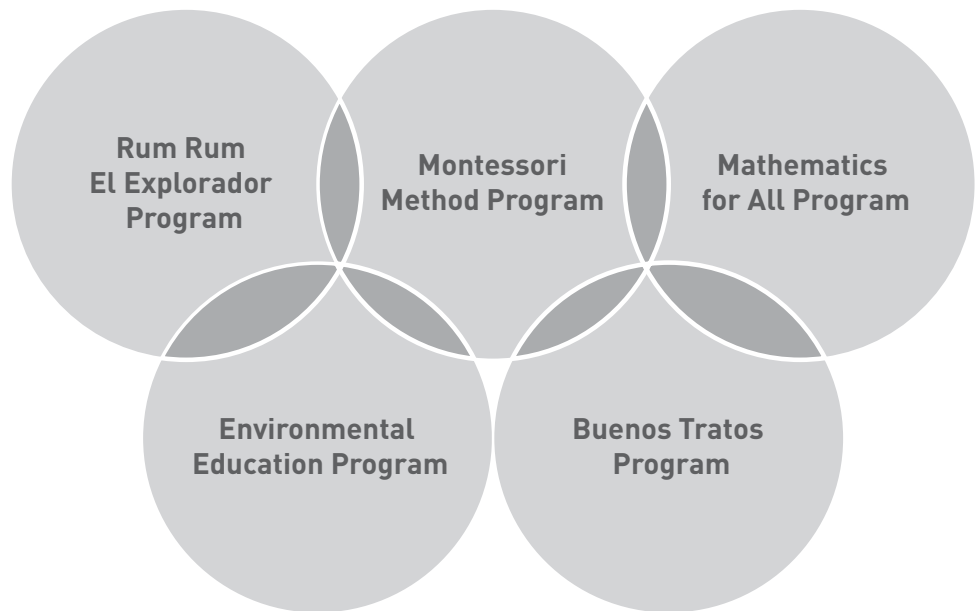 Rum Rum
El Explorador
Program
Montessori
Method Program
Mathematics
for All Program
Environmental
Education Program
Buenos Tratos
Program